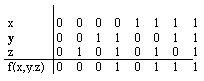 x 0 0 0 0 1 1 1 1
y 0 0 1 1 0 0 1 1
z 0 1 0 1 0 1 0 1
f(x,y.z) 0 0 0 1 0 1 1 1